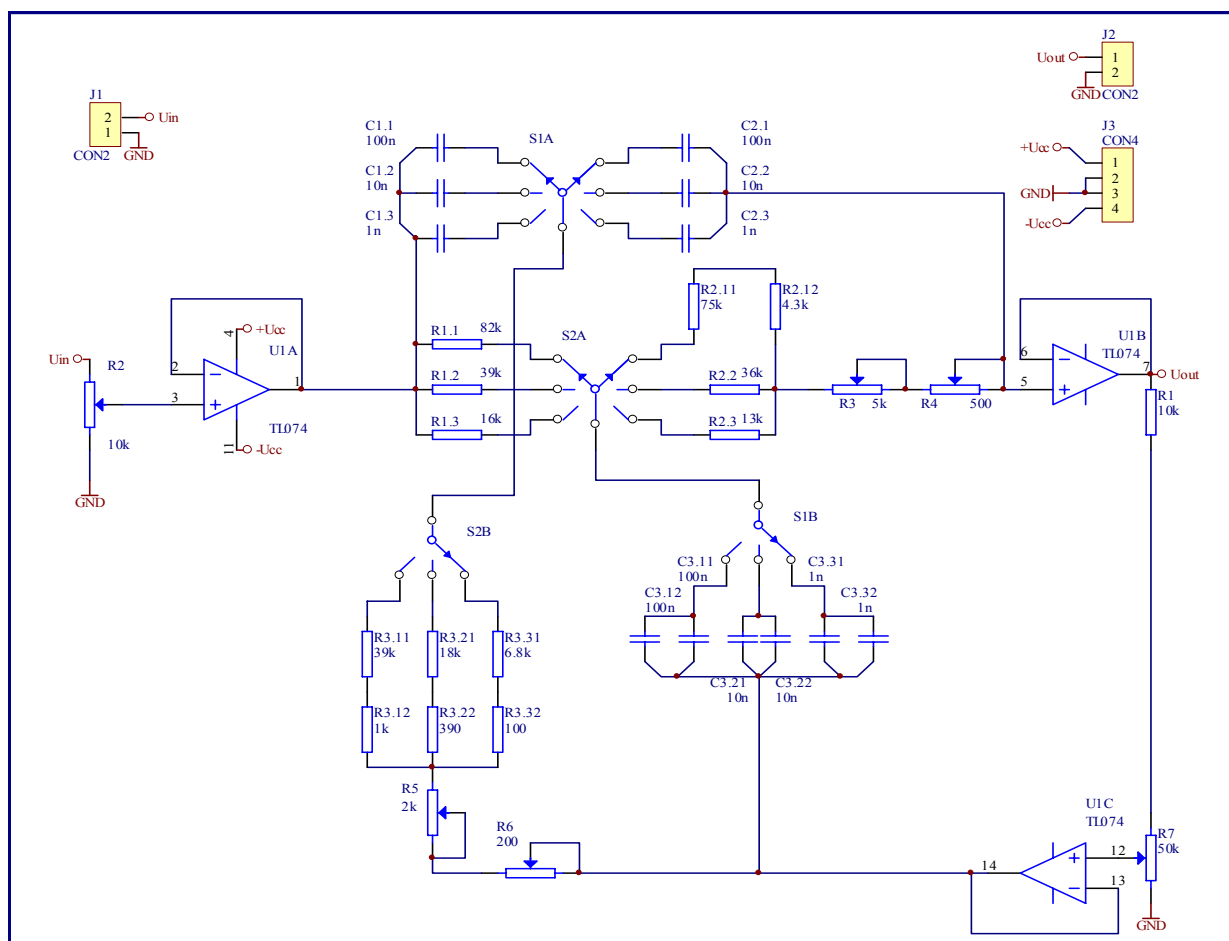 J2
Uout
1
2
GND
CON2
J1
2
1
Uin
CON2
GND
J3
CON4
+Ucc
1
2
GND
3
-Ucc
4
C1.1
100n
C1.2
10n
C1.3
1n
S1A
C2.1
100n
C2.2
10n
C2.3
1n
R2.11
75k
R2.12
4.3k
R1.1
82k
S2A
R1.2
39k
R2.2
36k
R1.3
16k
R2.3
13k
R3
5k
R4
500
Uin
R2
10k
GND
2
3
4
+Ucc
U1A
1
TL074
11
-Ucc
6
5
U1B
TL074
7
Uout
R1
10k
S2B
S1B
C3.11
100n
C3.12
100n
C3.31
1n
C3.32
1n
C3.21
10n
C3.22
10n
R3.11
39k
R3.21
18k
R3.31
6.8k
R3.12
1k
R3.22
390
R3.32
100
R5
2k
R6
200
U1C
TL074
14
12
13
R7
50k
GND